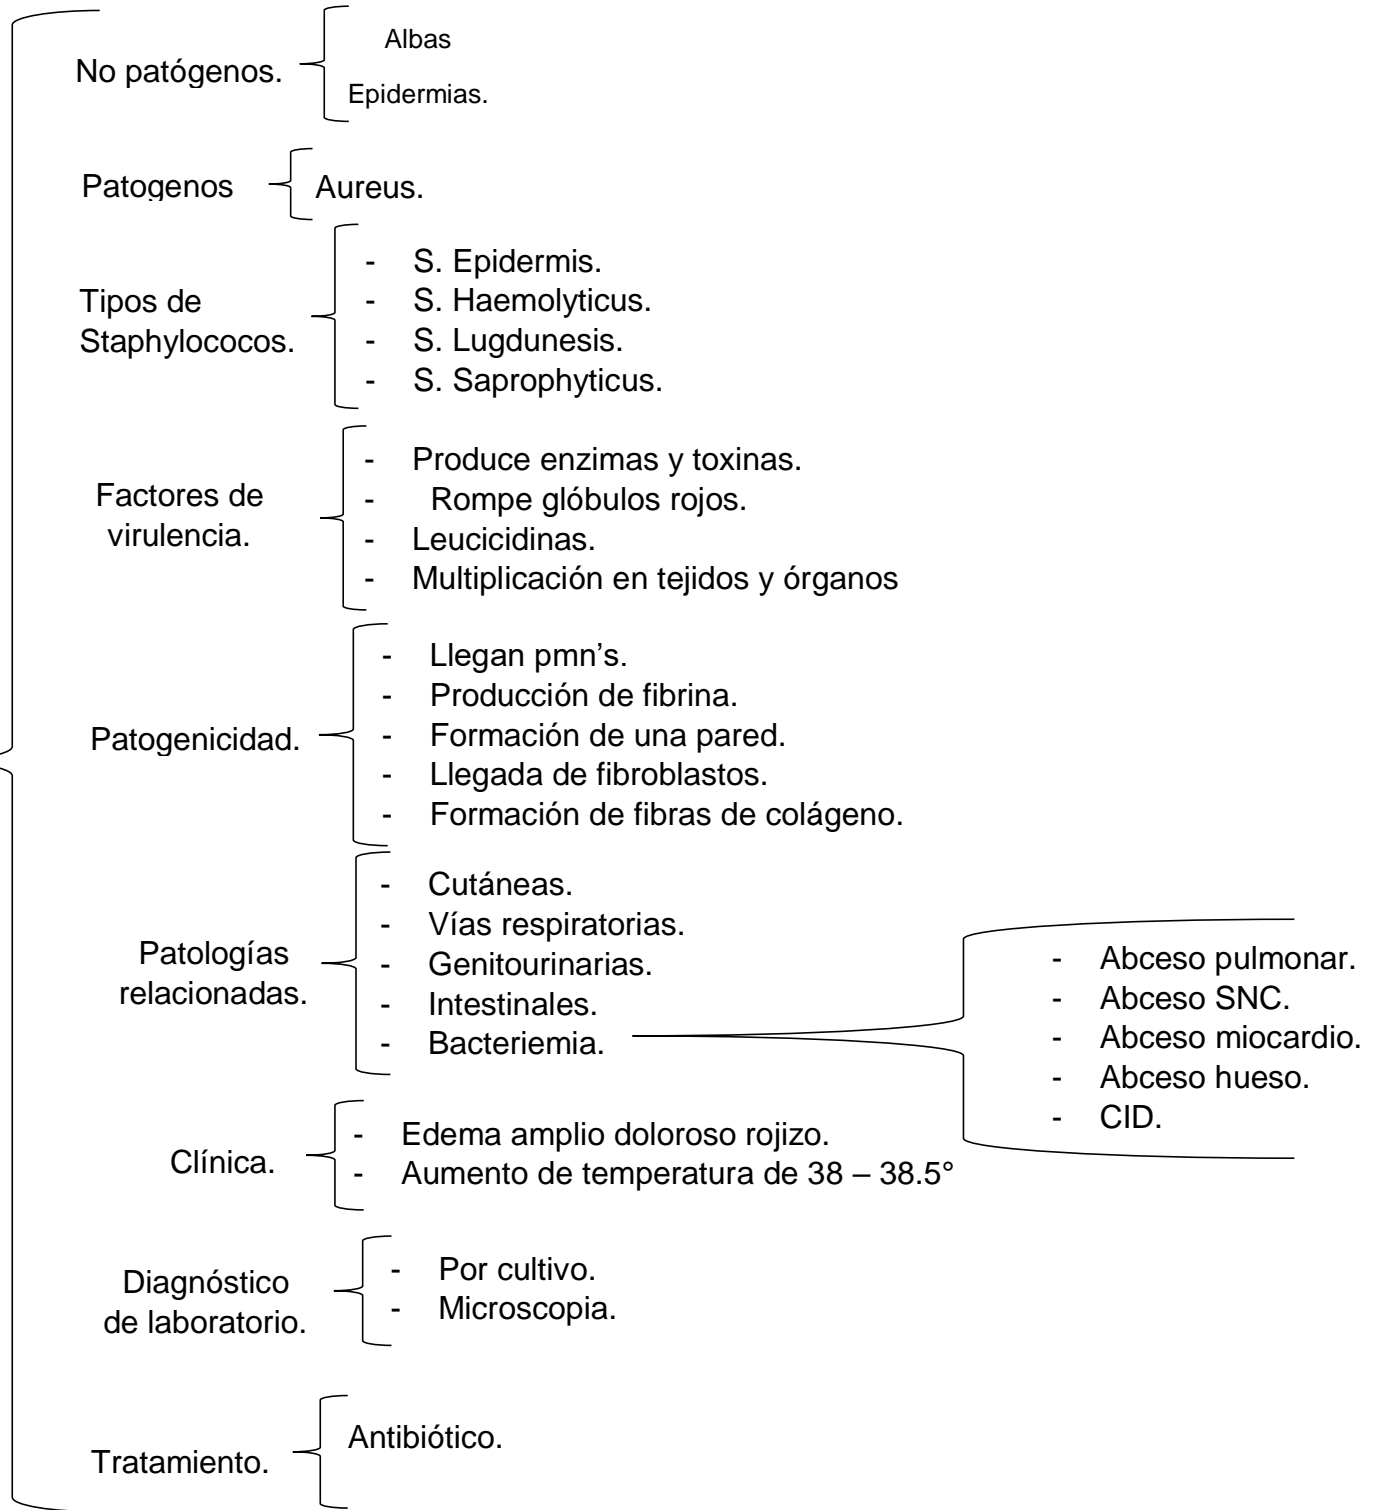 No patógenos.
Albas
Epidermias.
Patogenos
Aureus.
Tipos de
Staphylococos.
- S. Epidermis.
- S. Haemolyticus.
- S. Lugdunesis.
- S. Saprophyticus.
Factores de
virulencia.
- Produce enzimas y toxinas.
- Rompe glóbulos rojos.
- Leucicidinas.
- Multiplicación en tejidos y órganos
Patogenicidad.
- Llegan pmn’s.
- Producción de fibrina.
- Formación de una pared.
- Llegada de fibroblastos.
- Formación de fibras de colágeno.
Patologías
relacionadas.
- Cutáneas.
- Vías respiratorias.
- Genitourinarias.
- Intestinales.
- Bacteriemia.
- Abceso pulmonar.
- Abceso SNC.
- Abceso miocardio.
- Abceso hueso.
- CID.
Clínica.
- Edema amplio doloroso rojizo.
- Aumento de temperatura de 38 – 38.5°
Diagnóstico
de laboratorio.
- Por cultivo.
- Microscopia.
Tratamiento.
Antibiótico.